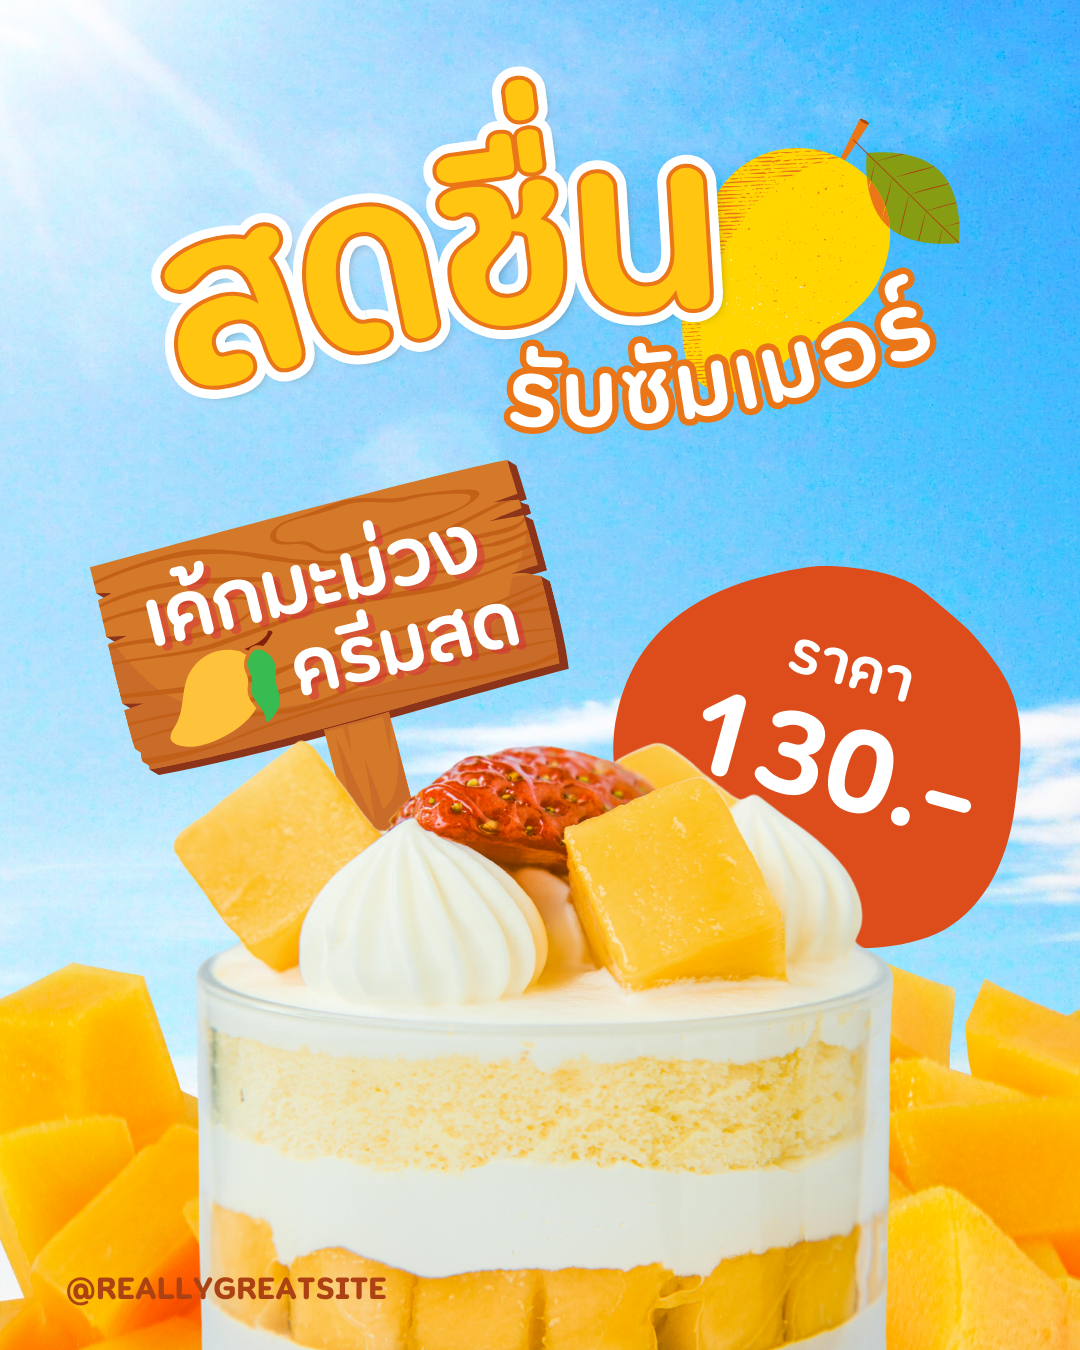 สดชื่น
รับซัมเมอร์
เค้กมะม่วง
ครีมสด
ราคา
130.-
@REALLYGREATSITE